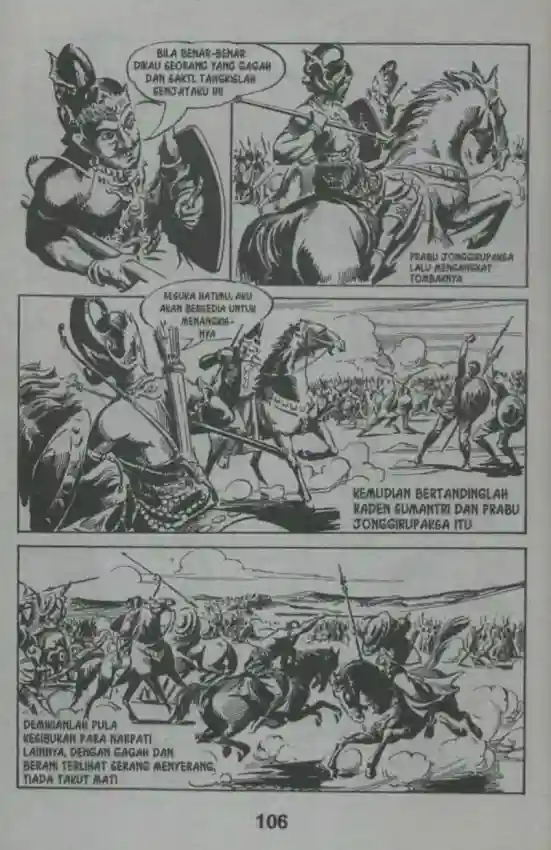 BILA BENAR-BENAR
DIKAU SEORANG YANG GAGAH
DAN SAKTI, TANGKISLAH
SENJATAKU INI
PRABU JONGGIRUPAKSA
LALU MENGANGKAT
TOMBAKNYA
SESUKA HATIMU, AKU
AKAN BERSEDIA UNTUK
MENANGKIS-
NYA
KEMUDIAN BERTANDINGLAH
RADEN SUMANTRI DAN PRABU
JONGGIRUPAKSA ITU
DEMIKIANLAH PULA
KESIBUKAN PARA NARPATI
LAINNYA, DENGAN GAGAH DAN
BERANI TERLIHAT SERANG MENYERANG,
TIADA TAKUT MATI
106